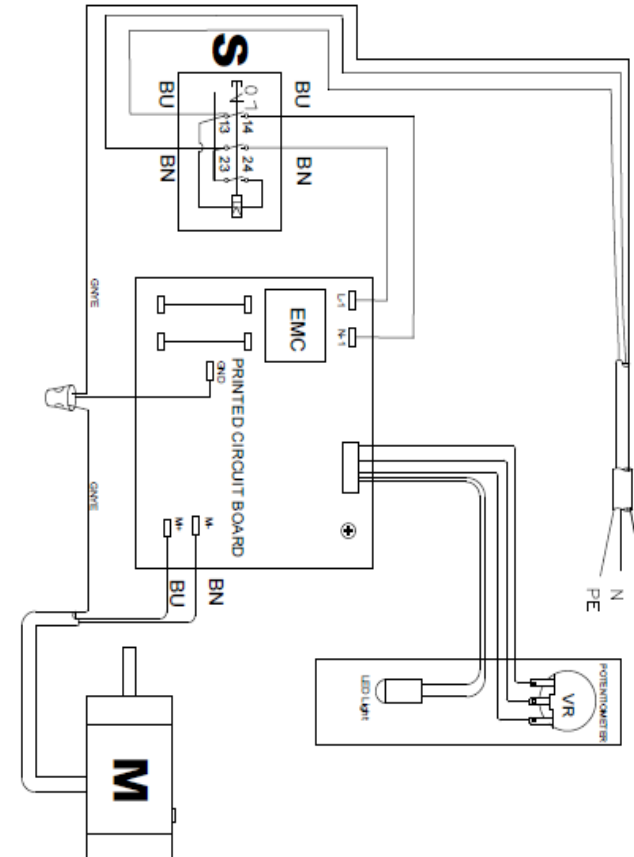 S
BU
BU
0 1
13
14
23
24
BN
BN
GNYE
EMC
L-1
N-1
GND
PRINTED CIRCUIT BOARD
GNYE
M+
M-
BU
BN
N
PE
POTENTIOMETER
VR
LED Light
M